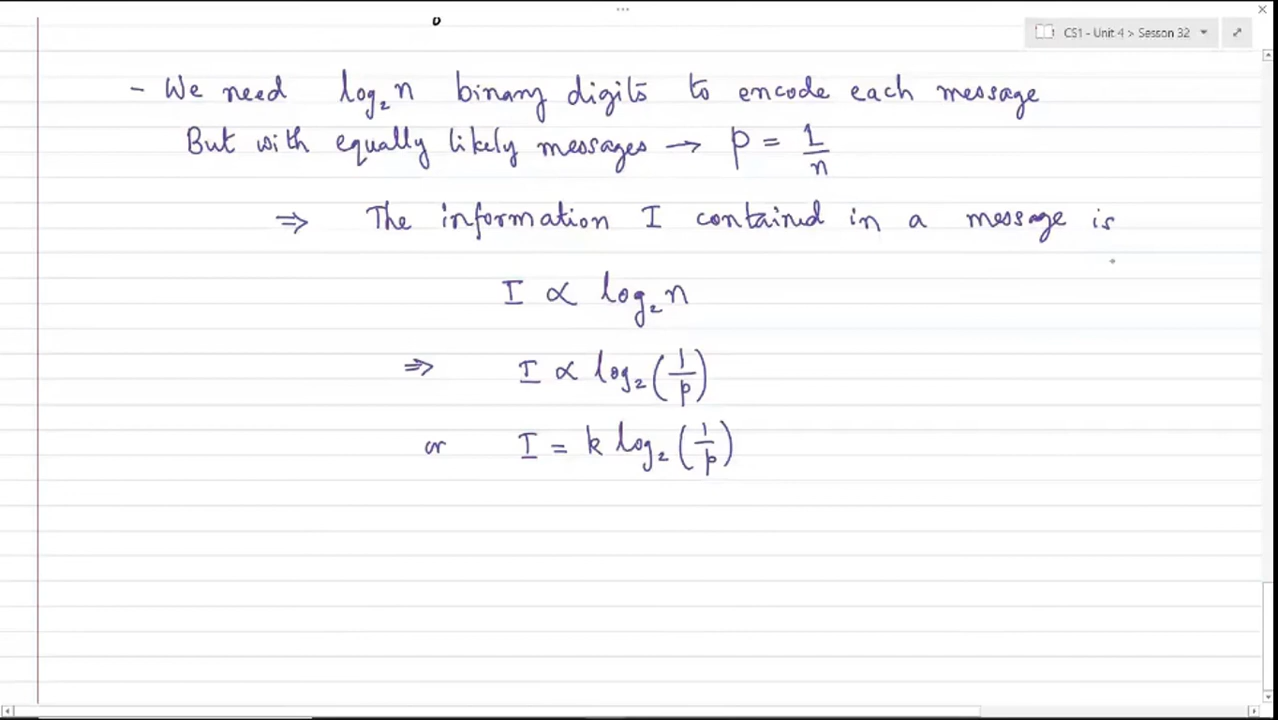 CS1 - Unit 4 > Sesson 32
- We need log₂n binary digits to encode each message
But with equally likely messages → p = 1/n
⇒ The information I contained in a message is
I ∝ log₂n
⇒ I ∝ log₂(1/p)
or I = k log₂(1/p)